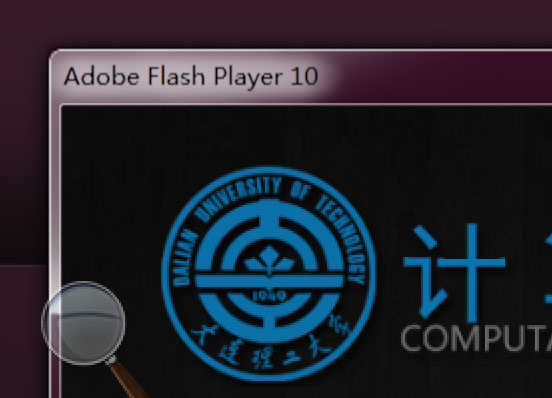 Adobe Flash Player 10
DALIAN UNIVERSITY OF TECHNOLOGY
1949
大连理工大学
计
COMPUTA